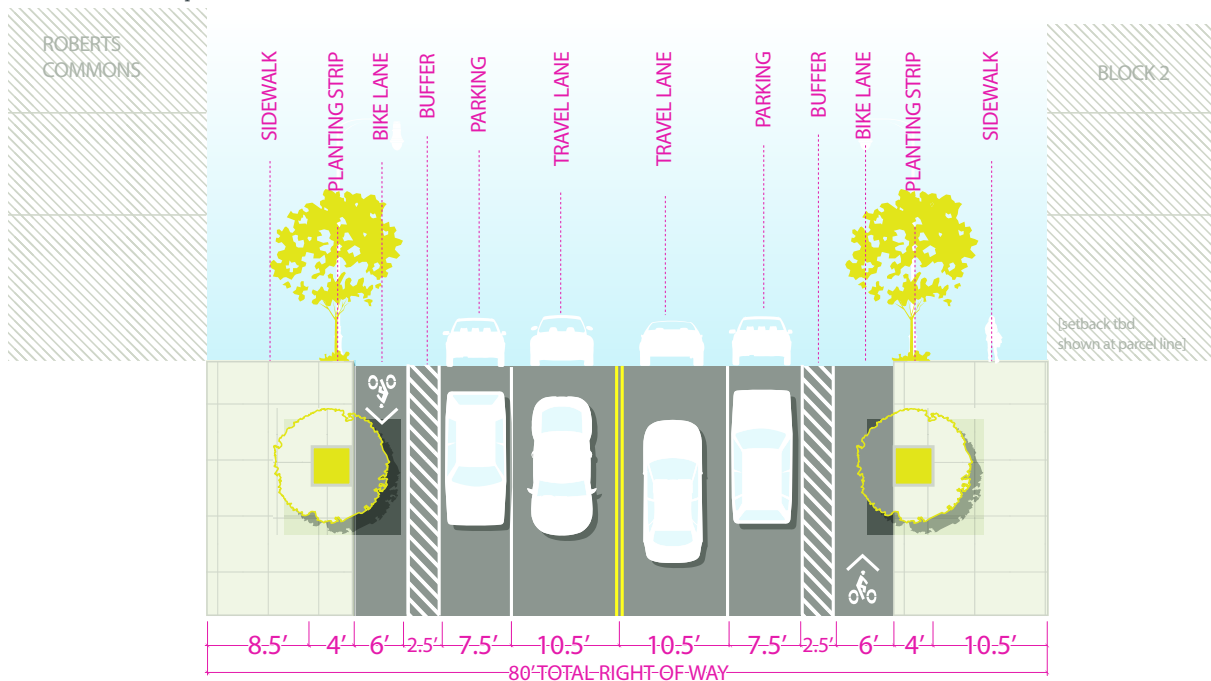 ROBERTS
COMMONS
SIDEWALK
PLANTING STRIP
BIKE LANE
BUFFER
PARKING
TRAVEL LANE
TRAVEL LANE
PARKING
BUFFER
BIKE LANE
PLANTING STRIP
SIDEWALK
BLOCK 2
[setback tbd
shown at parcel line]
8.5’ 4’ 6’ 2.5’ 7.5’ 10.5’ 10.5’ 7.5’ 2.5’ 6’ 4’ 10.5’
80’ TOTAL RIGHT-OF-WAY